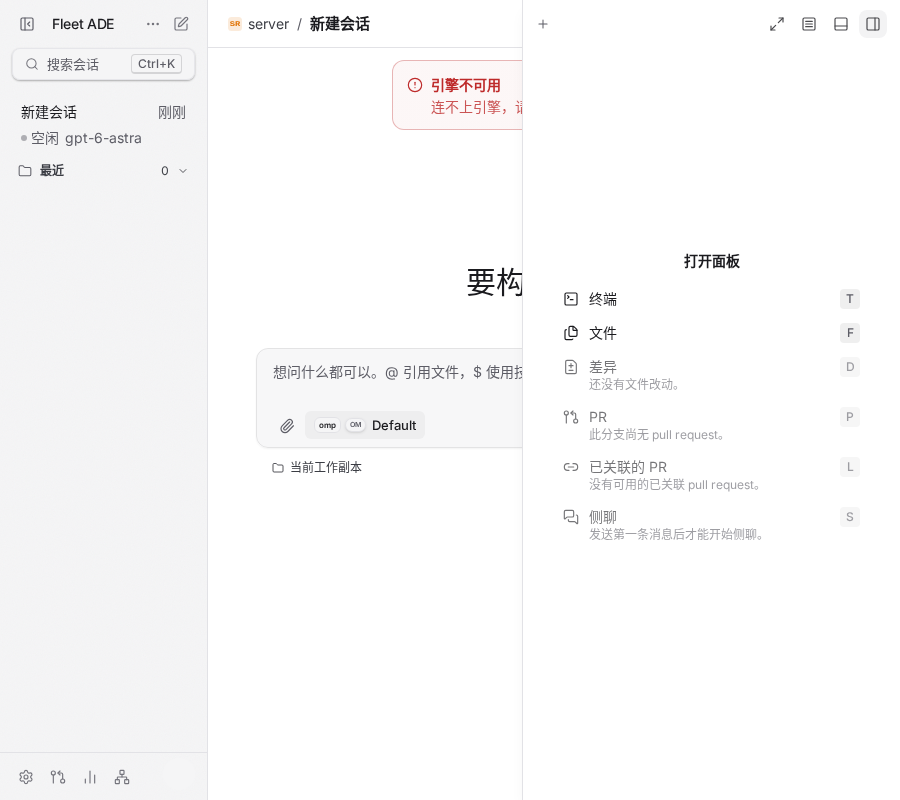 Fleet ADE
搜索会话 Ctrl+K
新建会话 刚刚
空闲 gpt-6-astra
最近 0
SR server / 新建会话
引擎不可用
连不上引擎，请
要构
想问什么都可以。@ 引用文件，$ 使用技
omp OM Default
当前工作副本
打开面板
终端 T
文件 F
差异 D
还没有文件改动。
PR P
此分支尚无 pull request。
已关联的 PR L
没有可用的已关联 pull request。
侧聊 S
发送第一条消息后才能开始侧聊。